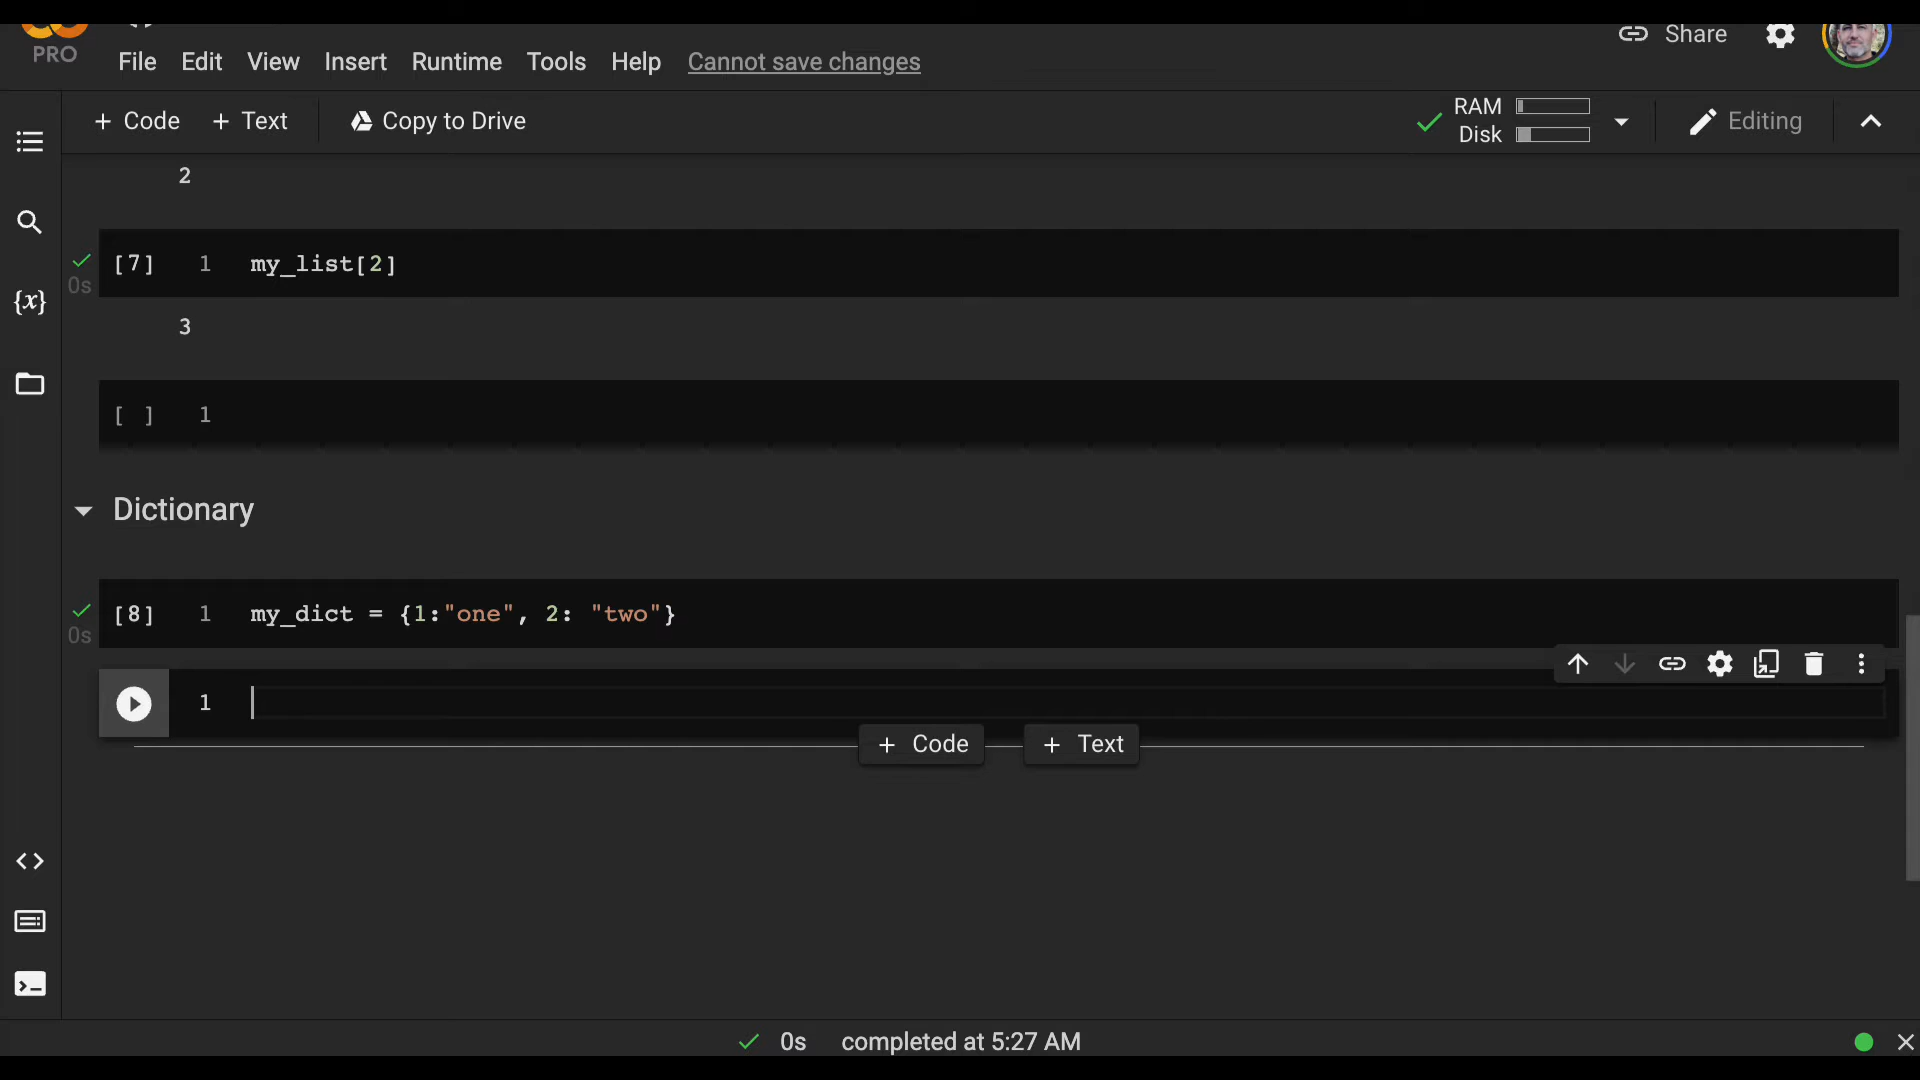 PRO
File Edit View Insert Runtime Tools Help Cannot save changes
Share
+ Code + Text Copy to Drive
RAM
Disk
Editing
2
[7] 1 my_list[2]
0s
3
[ ] 1
Dictionary
[8] 1 my_dict = {1:"one", 2: "two"}
0s
1
+ Code + Text
{x}
0s completed at 5:27 AM